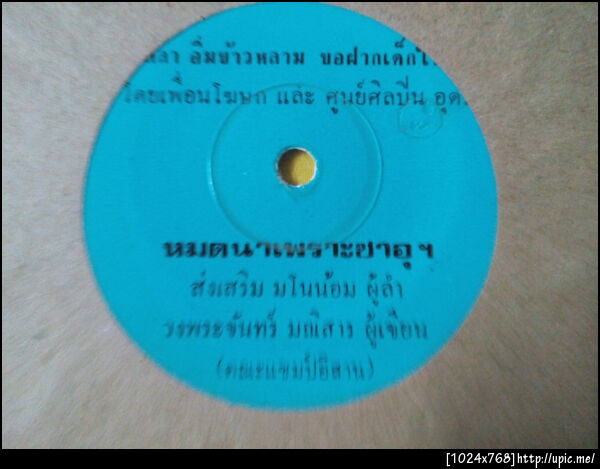 อิ่มข้าวหลาม ขอฝากเด็ก
โดยเพื่อนโฆษก และ ศูนย์ศิลปิน อุด
หมดนาเพราะซาอุฯ
ส่งเสริม มโนน้อม ผู้ลำ
วงพระจันทร์ มณีสาร ผู้เขียน
(คณะแชมป์อีสาน)
[1024x768]http://upic.me/